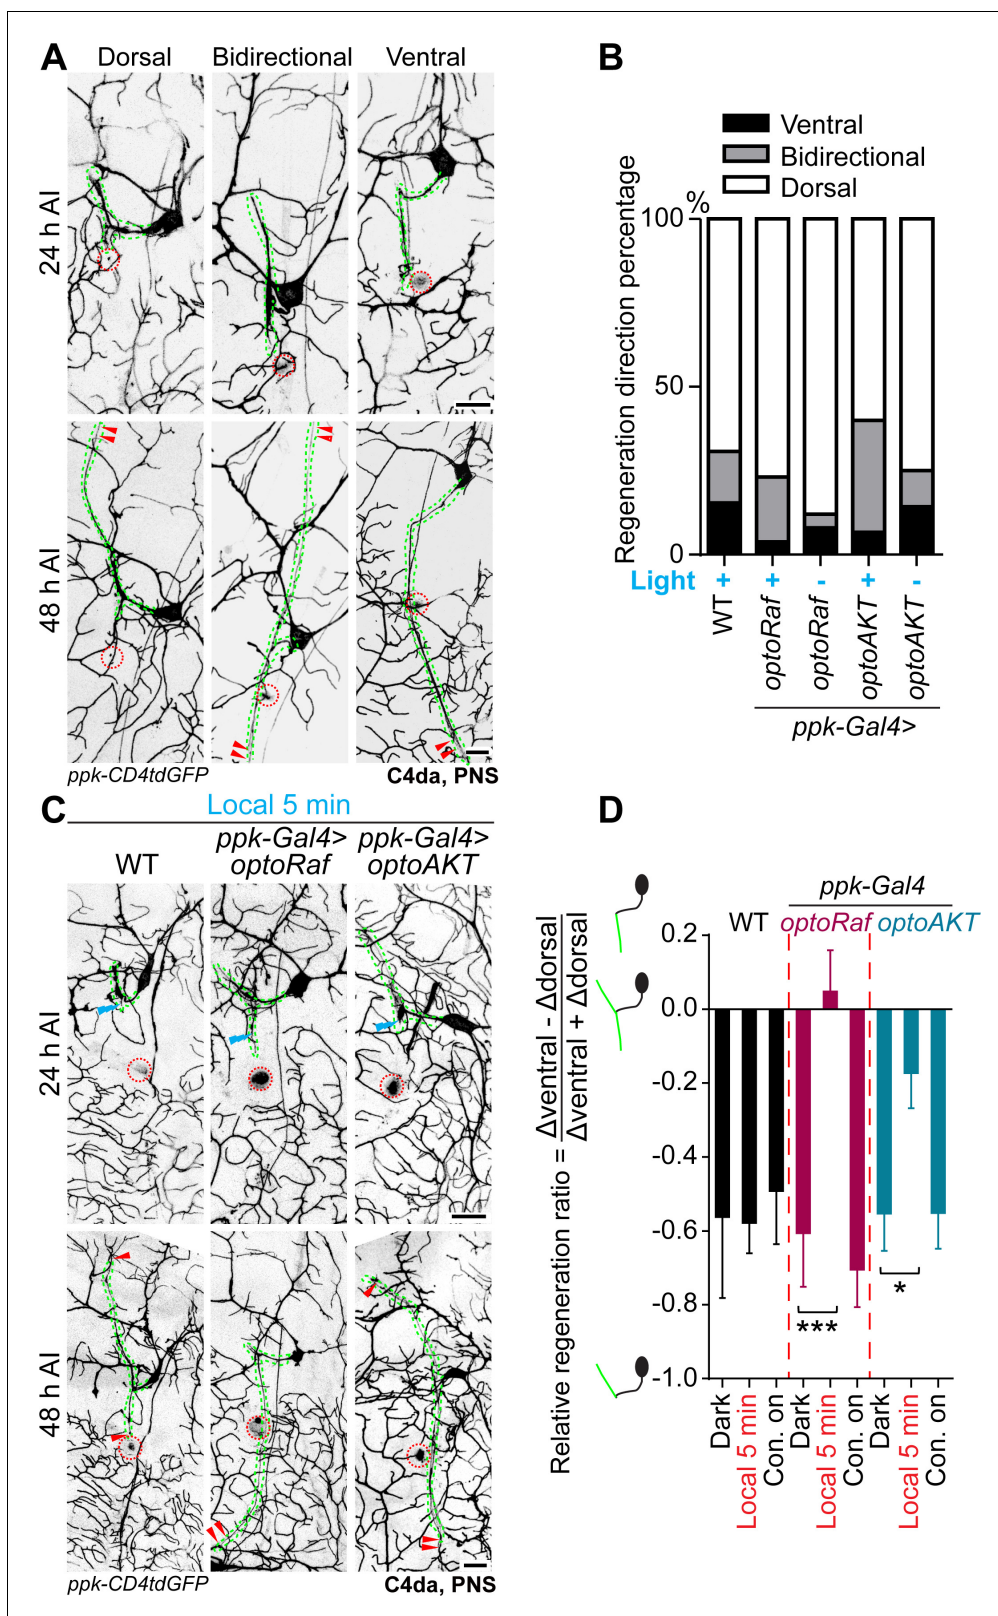 A
Dorsal
Bidirectional
Ventral
24 h AI
48 h AI
ppk-CD4tdGFP
C4da, PNS
B
Ventral
Bidirectional
Dorsal
Regeneration direction percentage
100 %
50
0
Light + + - + -
WT
optoRaf
optoRaf
optoAKT
optoAKT
ppk-Gal4>
C
Local 5 min
WT
ppk-Gal4>
optoRaf
ppk-Gal4>
optoAKT
24 h AI
48 h AI
ppk-CD4tdGFP
C4da, PNS
D
ppk-Gal4
WT optoRaf optoAKT
Relative regeneration ratio = Δventral - Δdorsal
Δventral + Δdorsal
0.2
0.0
-0.2
-0.4
-0.6
-0.8
-1.0
***
*
Dark
Local 5 min
Con. on
Dark
Local 5 min
Con. on
Dark
Local 5 min
Con. on